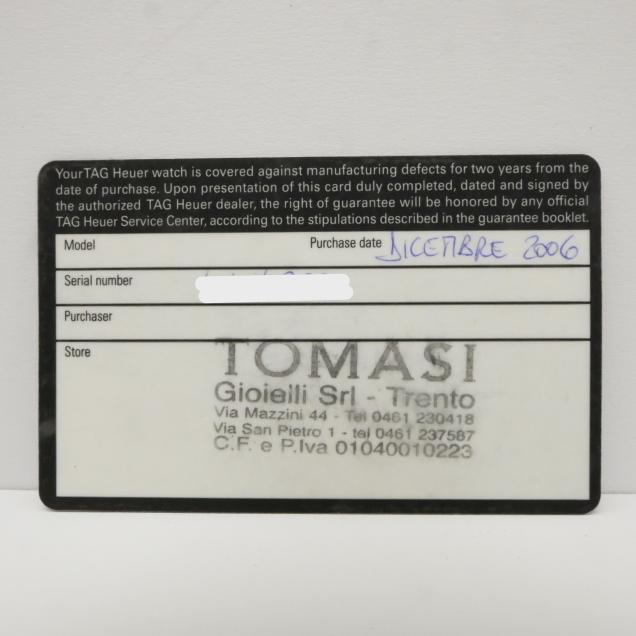 Your TAG Heuer watch is covered against manufacturing defects for two years from the
date of purchase. Upon presentation of this card duly completed, dated and signed by
the authorized TAG Heuer dealer, the right of guarantee will be honored by any official
TAG Heuer Service Center, according to the stipulations described in the guarantee booklet.
Model Purchase date DICEMBRE 2006
Serial number
Purchaser
Store
TOMASI
Gioielli Srl - Trento
Via Mazzini 44 - Tel 0461 230418
Via San Pietro 1 - tel 0461 237587
C.F. e P.Iva 01040010223